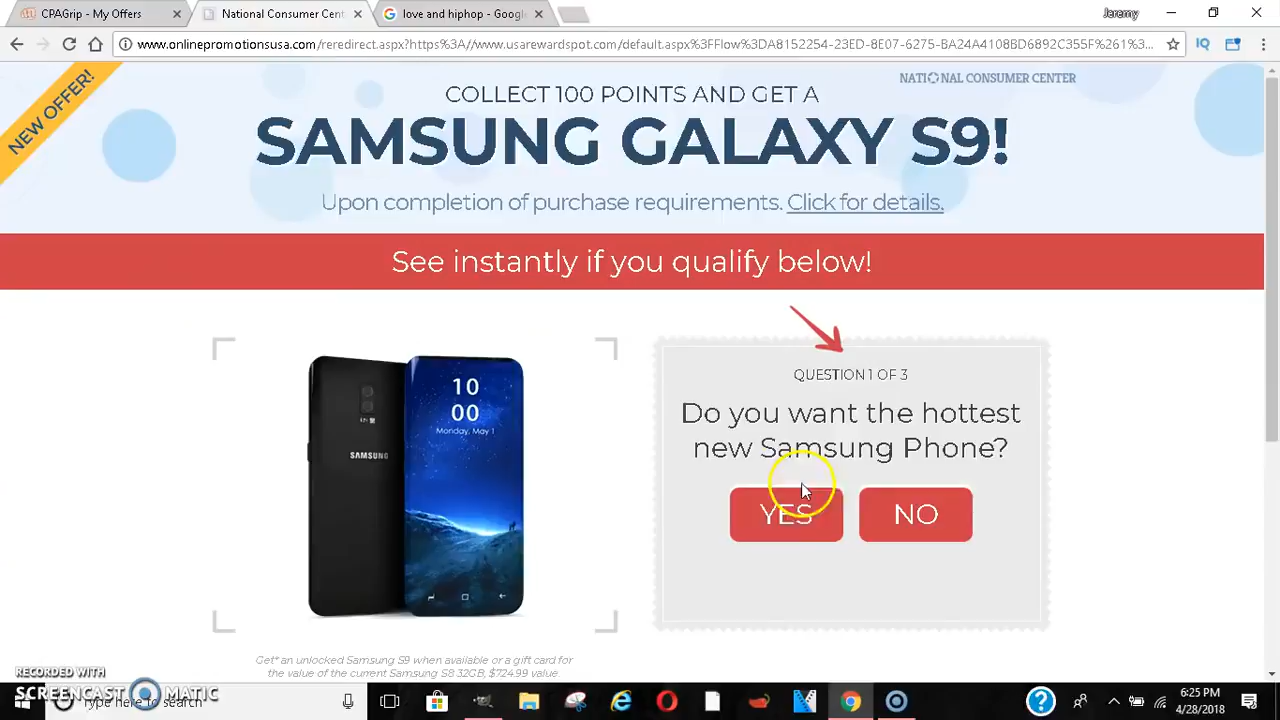 CPAGrip - My Offers
National Consumer Cent
love and hiphop - Googl
Jeremy
www.onlinepromotionsusa.com/reredirect.aspx?https%3A//www.usarewardspot.com/default.aspx%3FFlow%3DA8152254-23ED-8E07-6275-BA24A4108BD6892C355F%261%3...
NEW OFFER!
NATIONAL CONSUMER CENTER
COLLECT 100 POINTS AND GET A
SAMSUNG GALAXY S9!
Upon completion of purchase requirements. Click for details.
See instantly if you qualify below!
10
00
Monday, May 1
SAMSUNG
QUESTION 1 OF 3
Do you want the hottest
new Samsung Phone?
YES
NO
Get* an unlocked Samsung S9 when available or a gift card for
the value of the current Samsung S8 32GB, $724.99 value.
RECORDED WITH
SCREENCAST MATIC
Type here to search
6:25 PM
4/28/2018